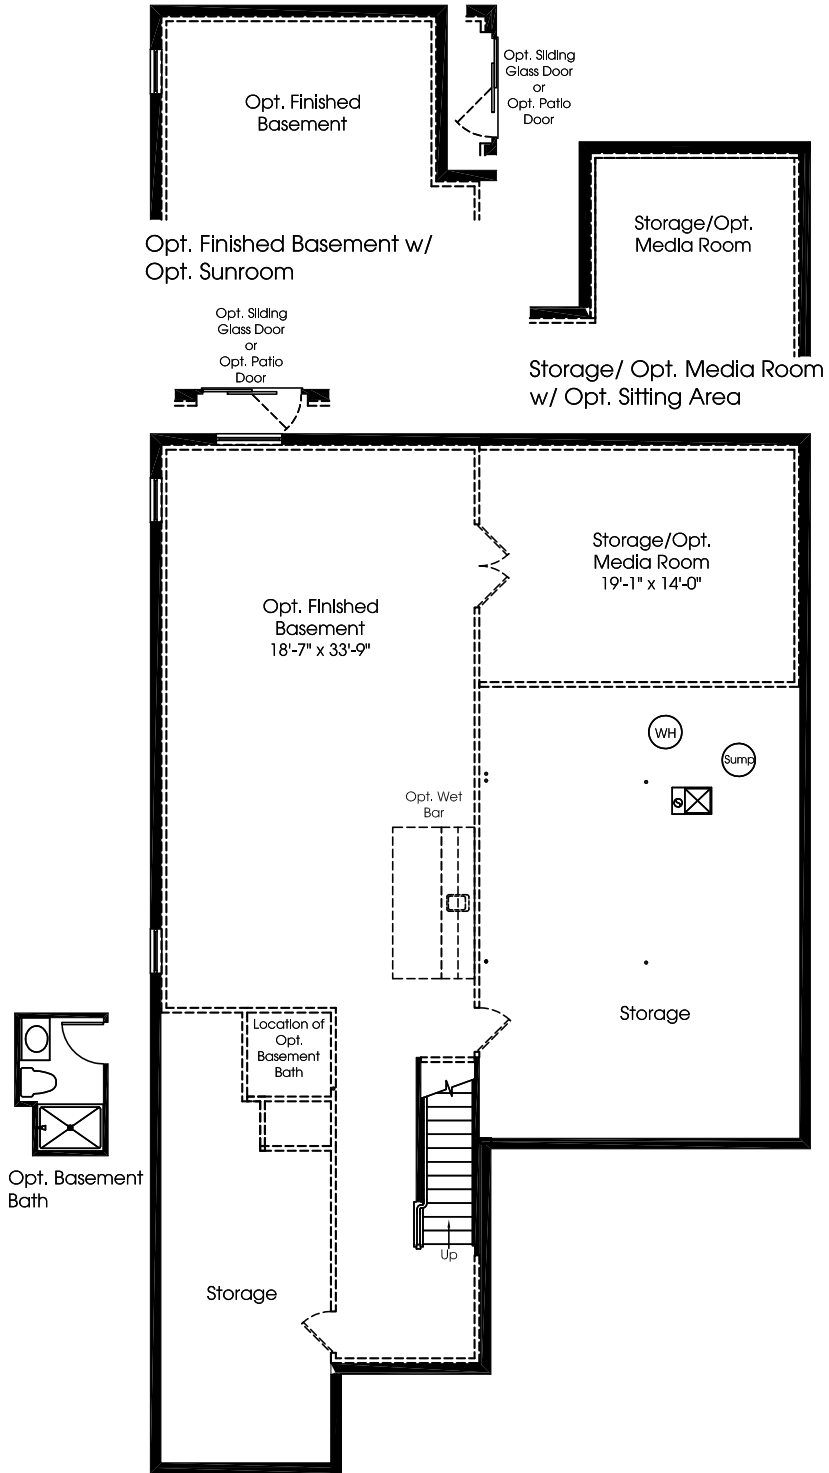 Opt. Finished
Basement
Opt. Sliding
Glass Door
or
Opt. Patio
Door
Opt. Finished Basement w/
Opt. Sunroom
Storage/Opt.
Media Room
Storage/ Opt. Media Room
w/ Opt. Sitting Area
Opt. Sliding
Glass Door
or
Opt. Patio
Door
Storage/Opt.
Media Room
19'-1" x 14'-0"
Opt. Finished
Basement
18'-7" x 33'-9"
WH
Sump
Opt. Wet
Bar
Storage
Location of
Opt.
Basement
Bath
Opt. Basement
Bath
Up
Storage